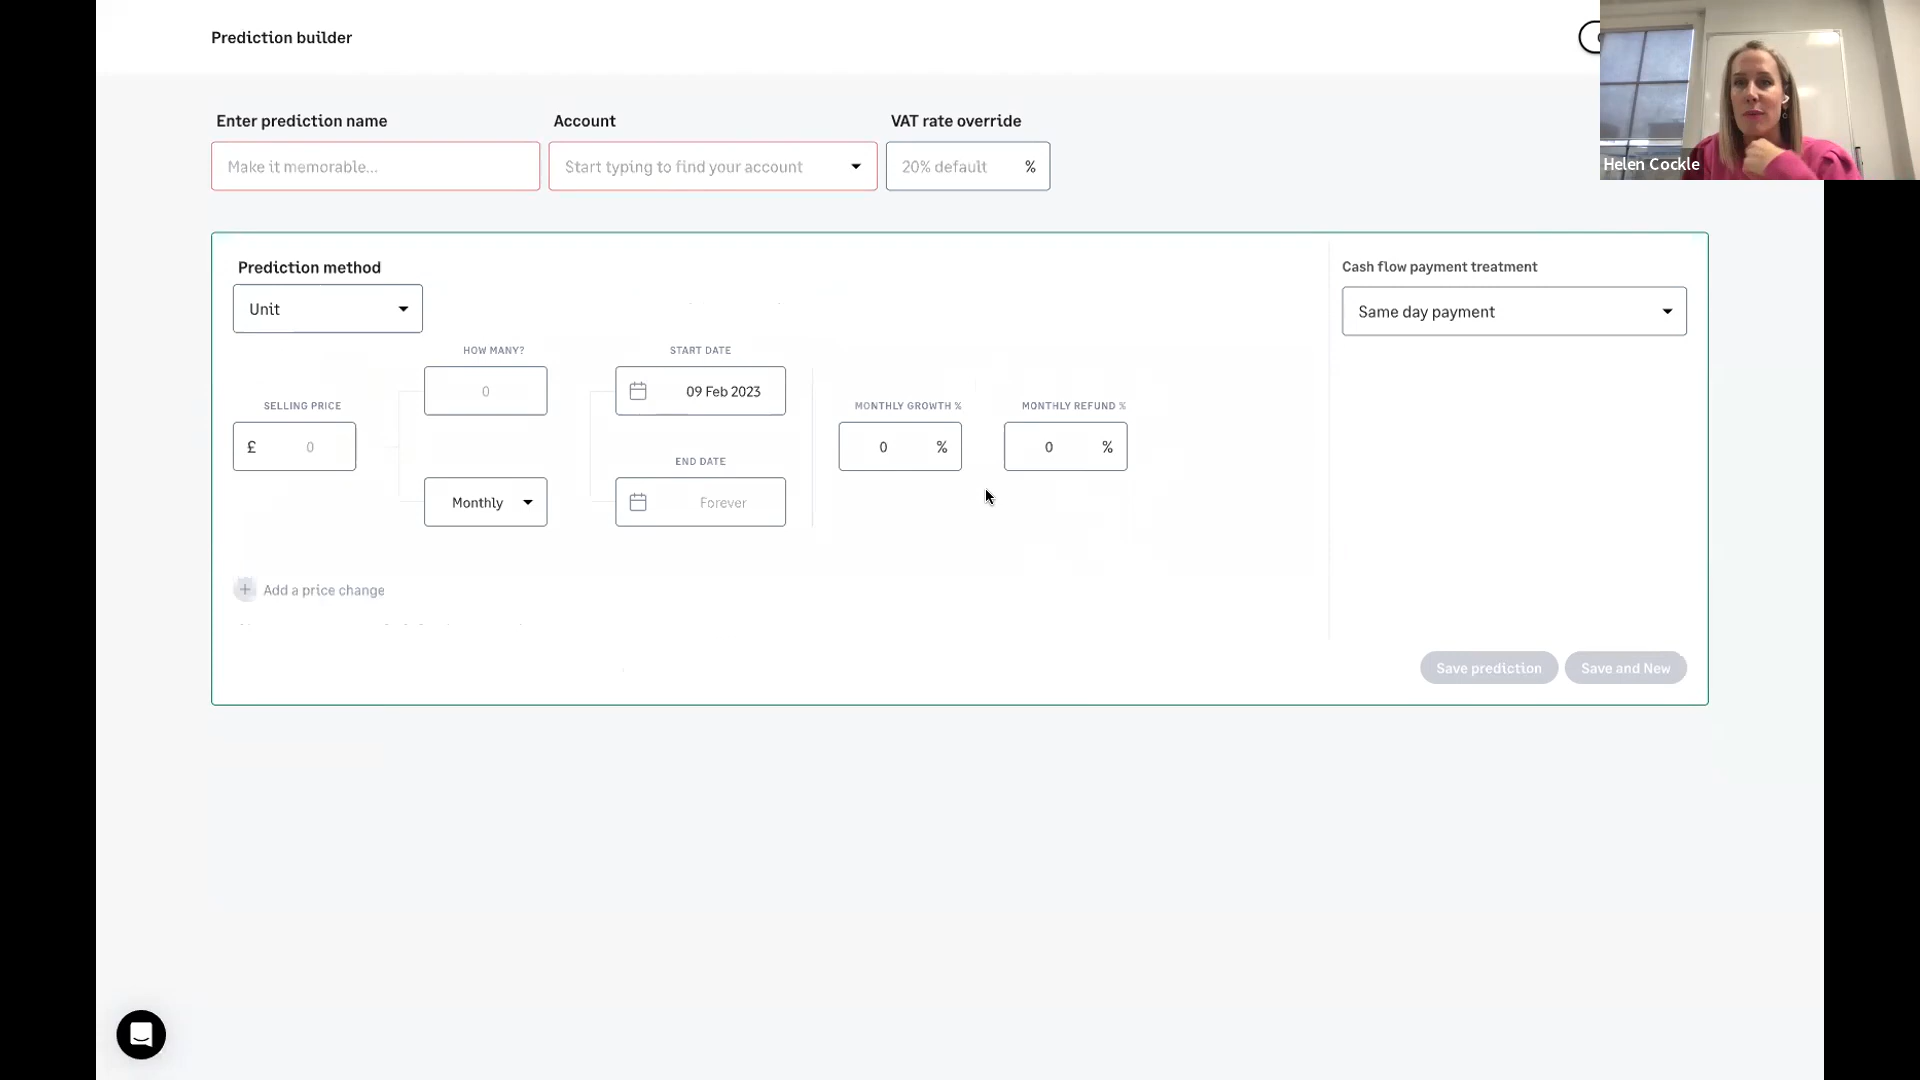 Prediction builder
Helen Cockle
Enter prediction name
Account
VAT rate override
Make it memorable...
Start typing to find your account
20% default
%
Prediction method
Unit
HOW MANY?
0
START DATE
09 Feb 2023
SELLING PRICE
£ 0
MONTHLY GROWTH %
0 %
MONTHLY REFUND %
0 %
Monthly
END DATE
Forever
+ Add a price change
Cash flow payment treatment
Same day payment
Save prediction
Save and New